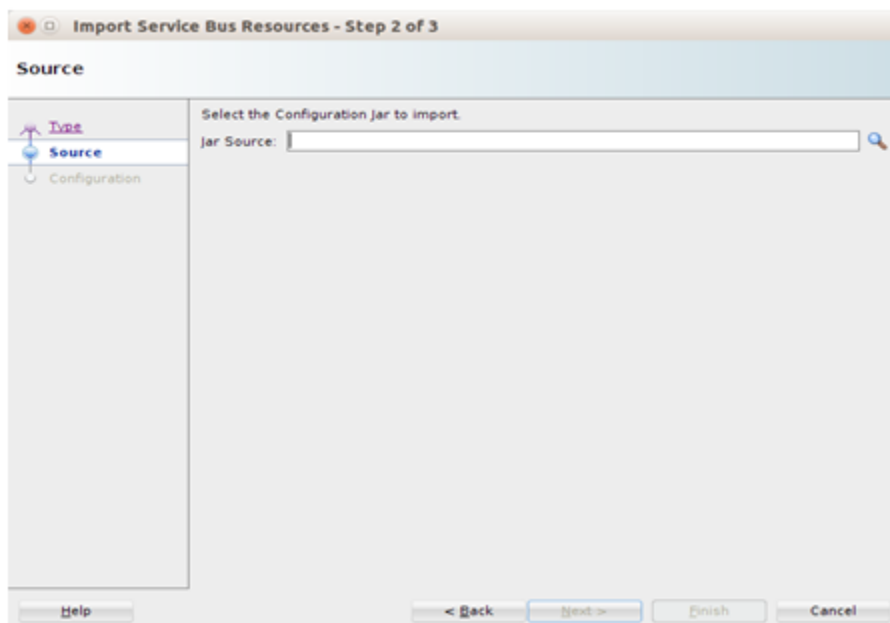 Import Service Bus Resources - Step 2 of 3
Source
Type
Source
Configuration
Select the Configuration Jar to import.
Jar Source:
Help
< Back
Next >
Finish
Cancel